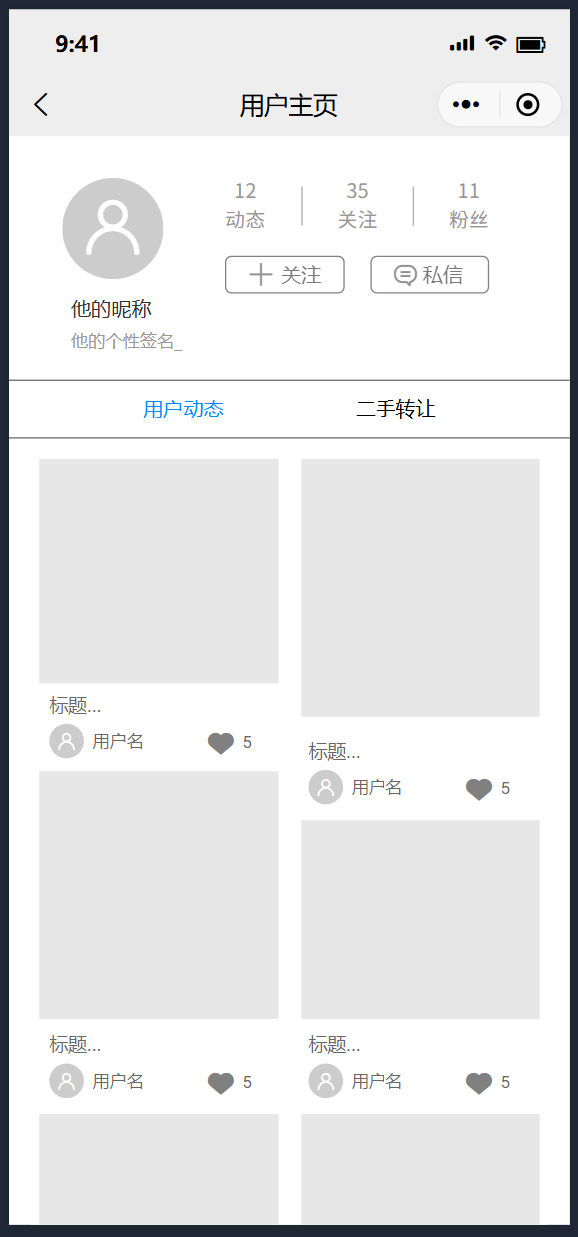 9:41
用户主页
12 35 11
动态 关注 粉丝
关注 私信
他的昵称
他的个性签名_
用户动态 二手转让
标题...
用户名 5
标题...
用户名 5
标题...
用户名 5
标题...
用户名 5